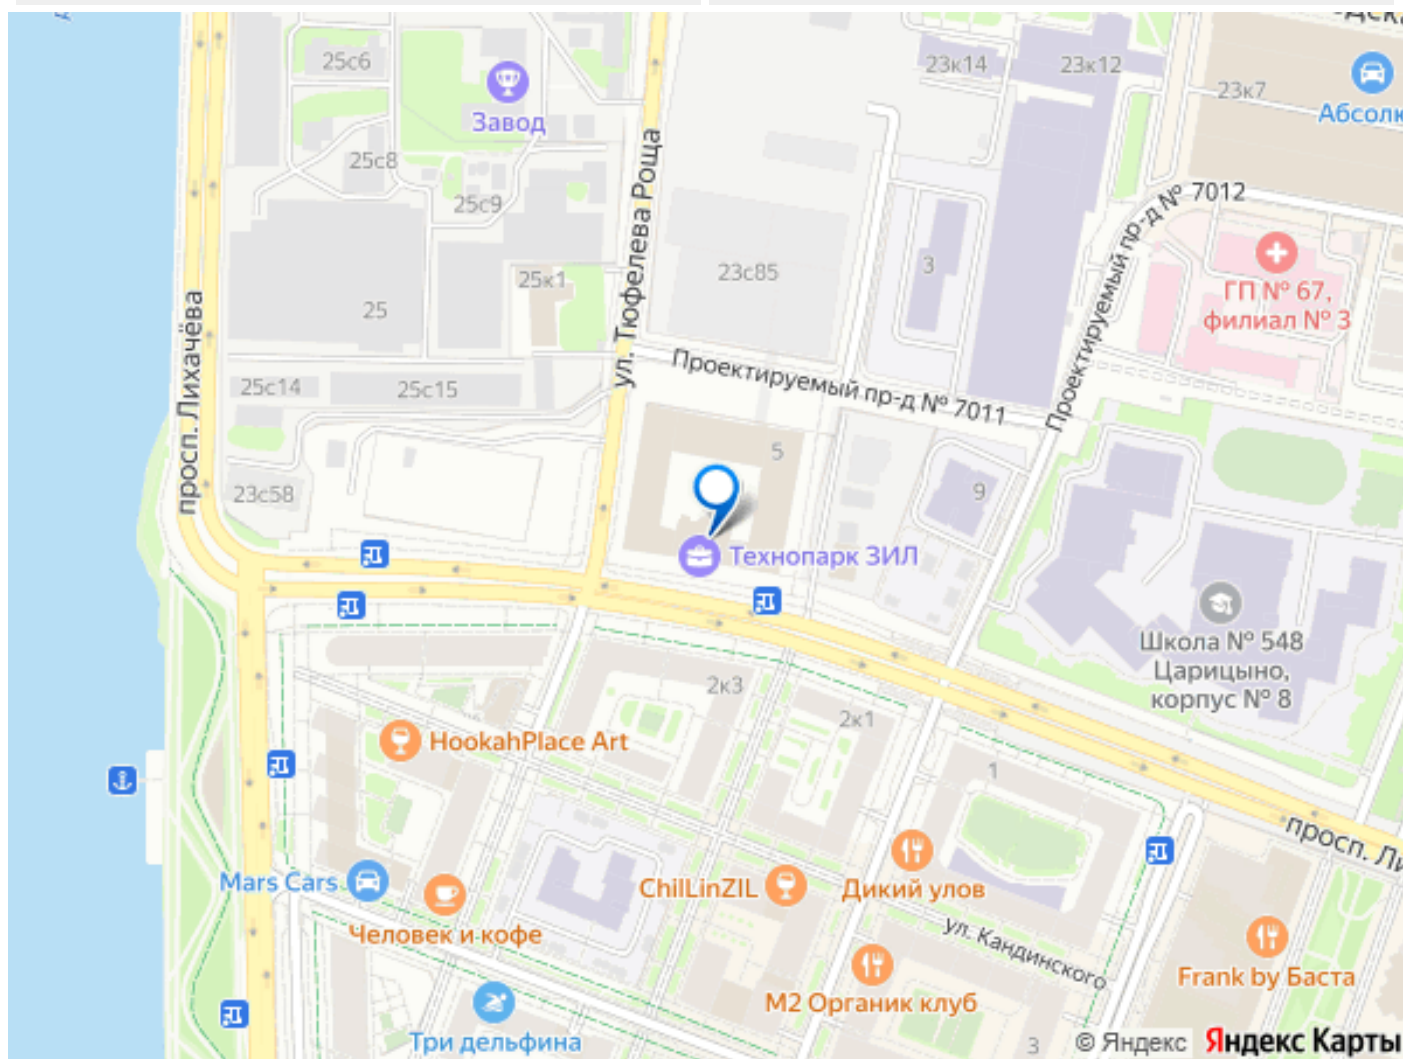 25с6
Завод
23к14
23к12
23к7
Абсолю
25с8
25с9
ул. Тюфелева Роща
Проектируемый пр-д № 7012
25к1
23с85
3
ГП № 67,
филиал № 3
25
просп. Лихачёва
Проектируемый пр-д № 7011
25с14
25с15
5
9
23с58
Технопарк ЗИЛ
Школа № 548
Царицыно,
корпус № 8
2к3
2к1
HookahPlace Art
1
просп. Ли
Mars Cars
ChilLinZIL
Дикий улов
Человек и кофе
ул. Кандинского
Frank by Баста
М2 Органик клуб
Три дельфина
3
© Яндекс Яндекс Карты